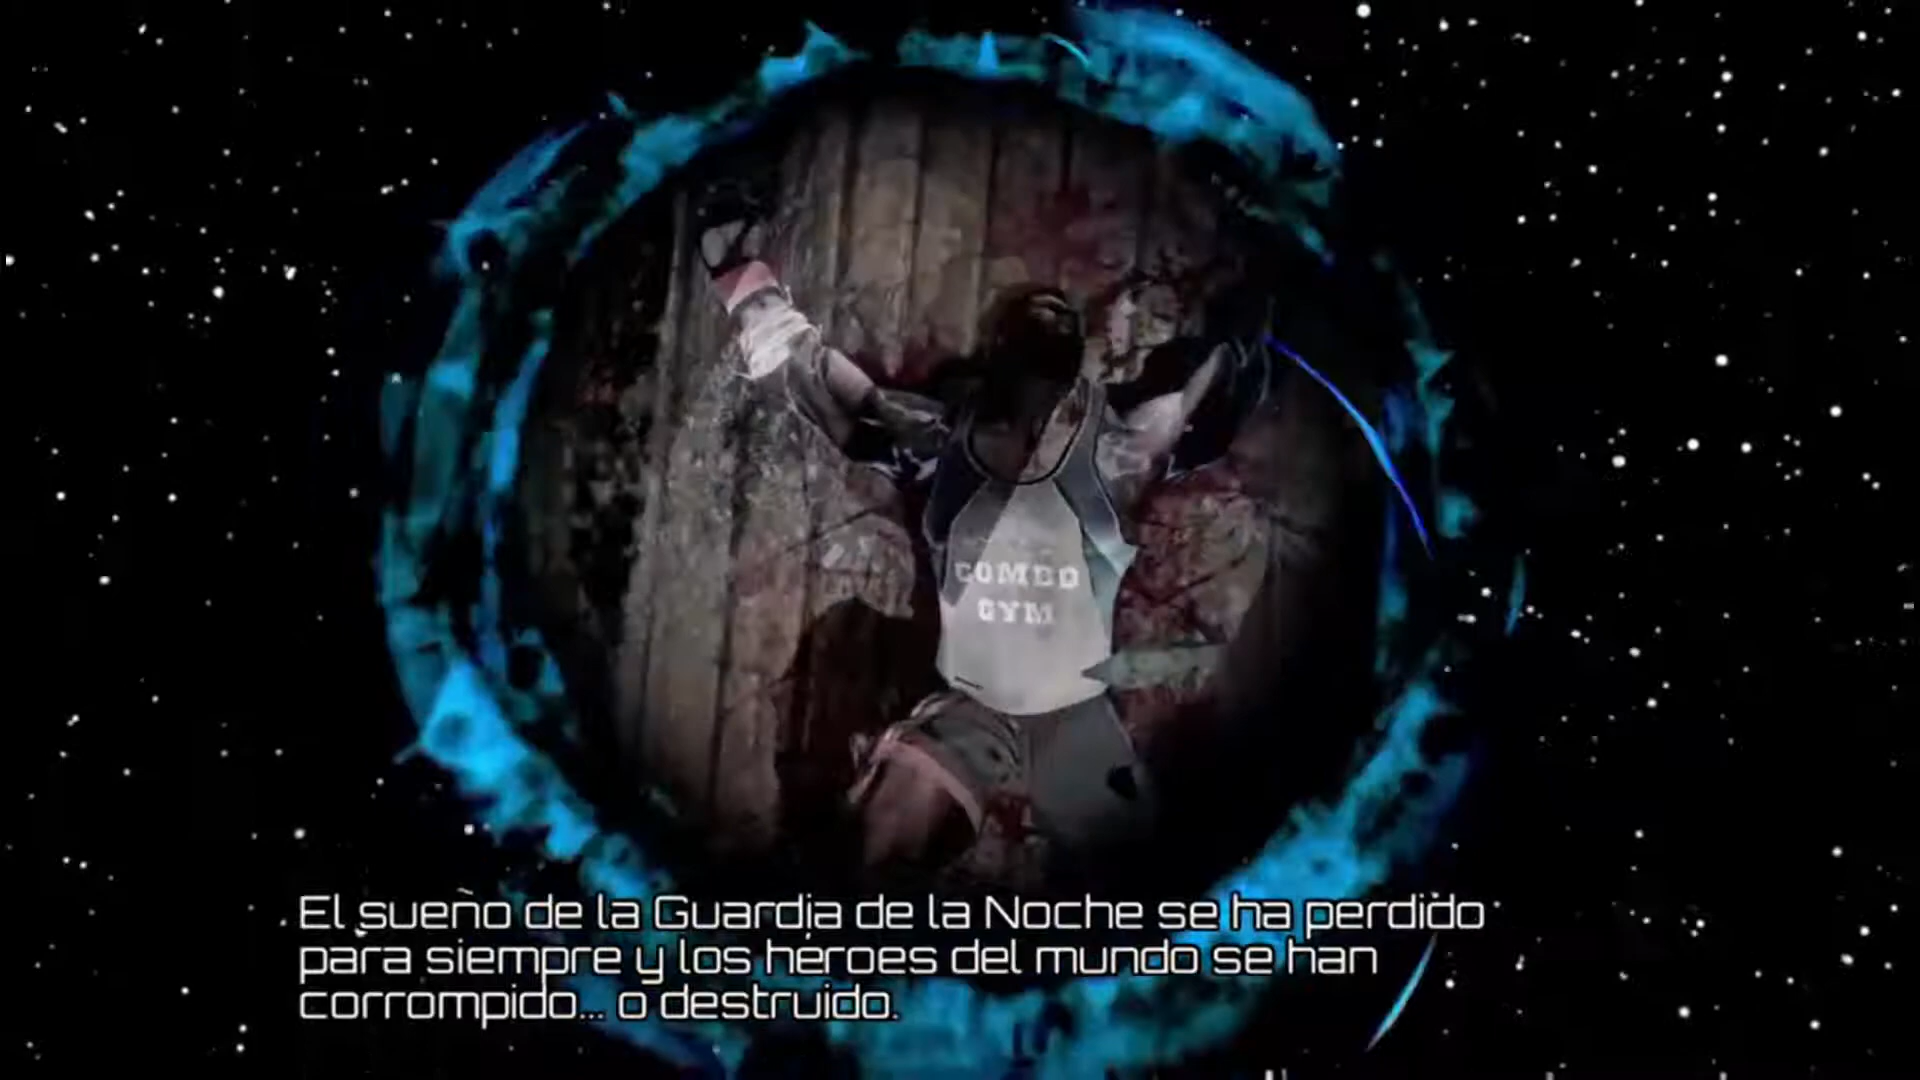 COMBO
GYM
El sueño de la Guardia de la Noche se ha perdido
para siempre y los héroes del mundo se han
corrompido... o destruido.